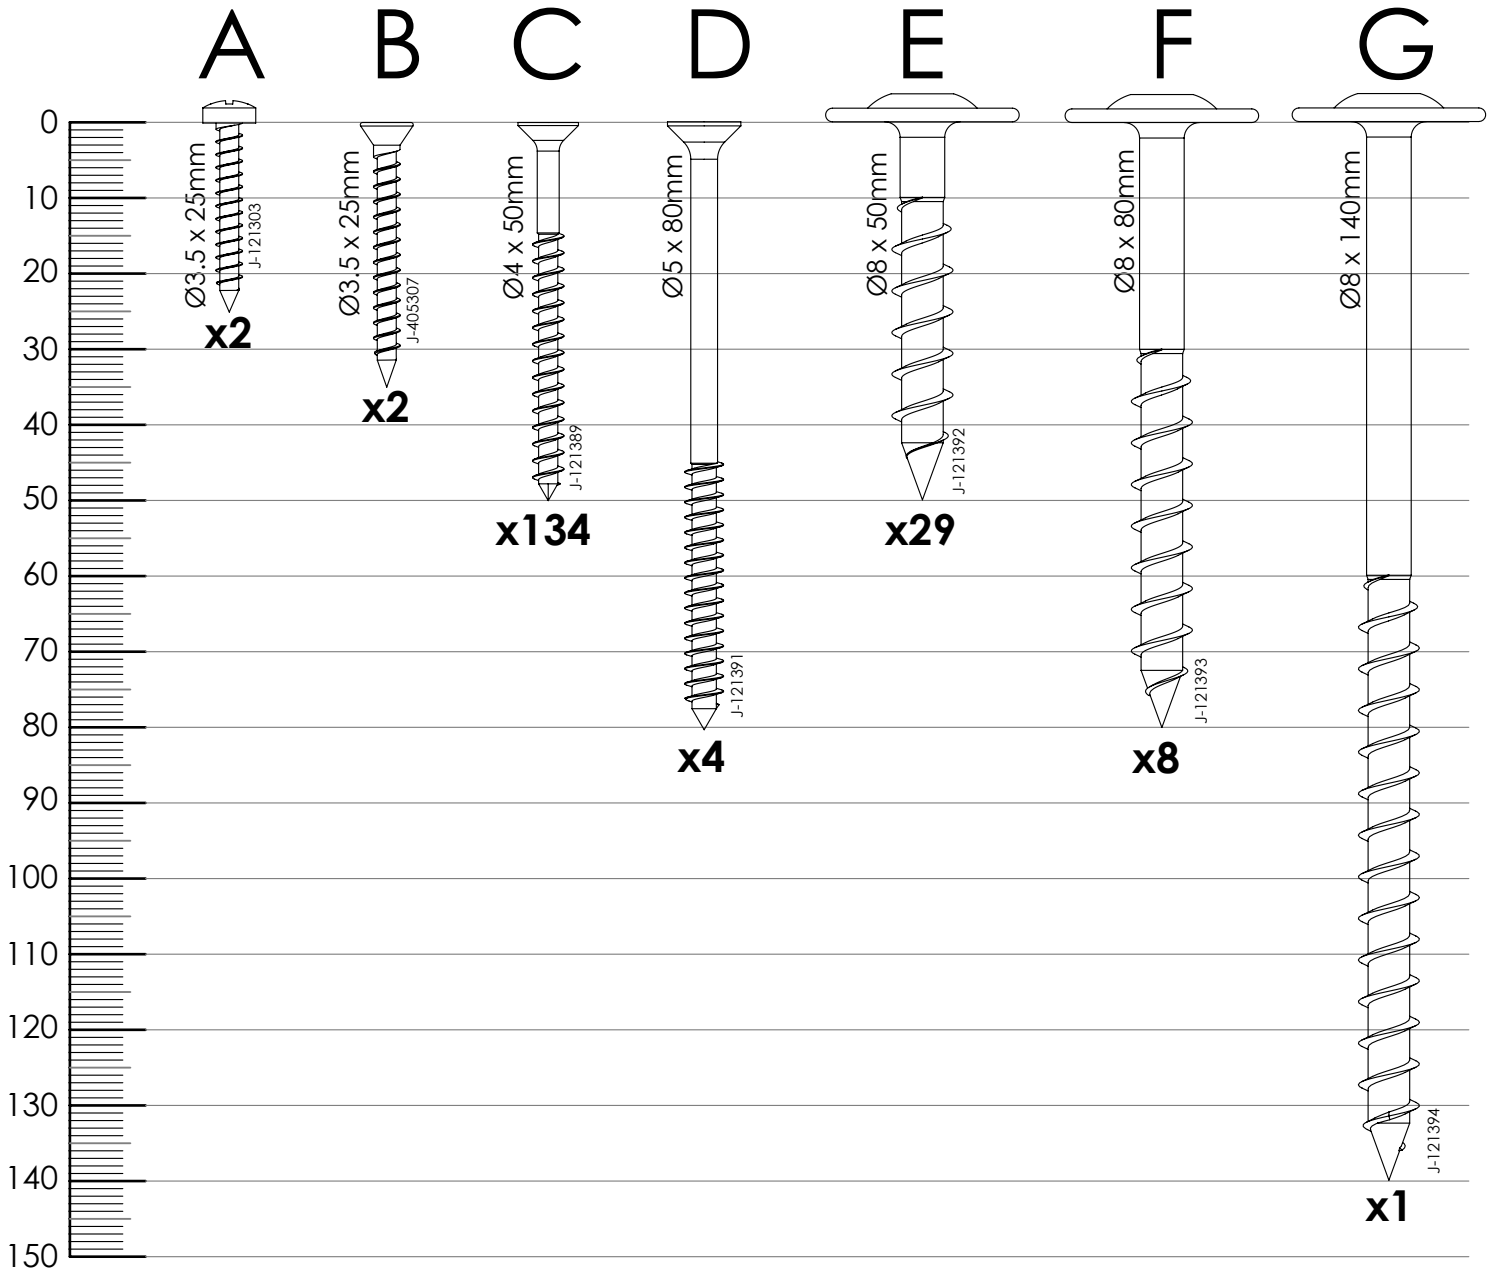 A B C D E F G
0
10
20
30
40
50
60
70
80
90
100
110
120
130
140
150
Ø3.5 x 25mm
J-121303
x2
Ø3.5 x 25mm
J-405307
x2
Ø4 x 50mm
J-121389
x134
Ø5 x 80mm
J-121391
x4
Ø8 x 50mm
J-121392
x29
Ø8 x 80mm
J-121393
x8
Ø8 x 140mm
J-121394
x1